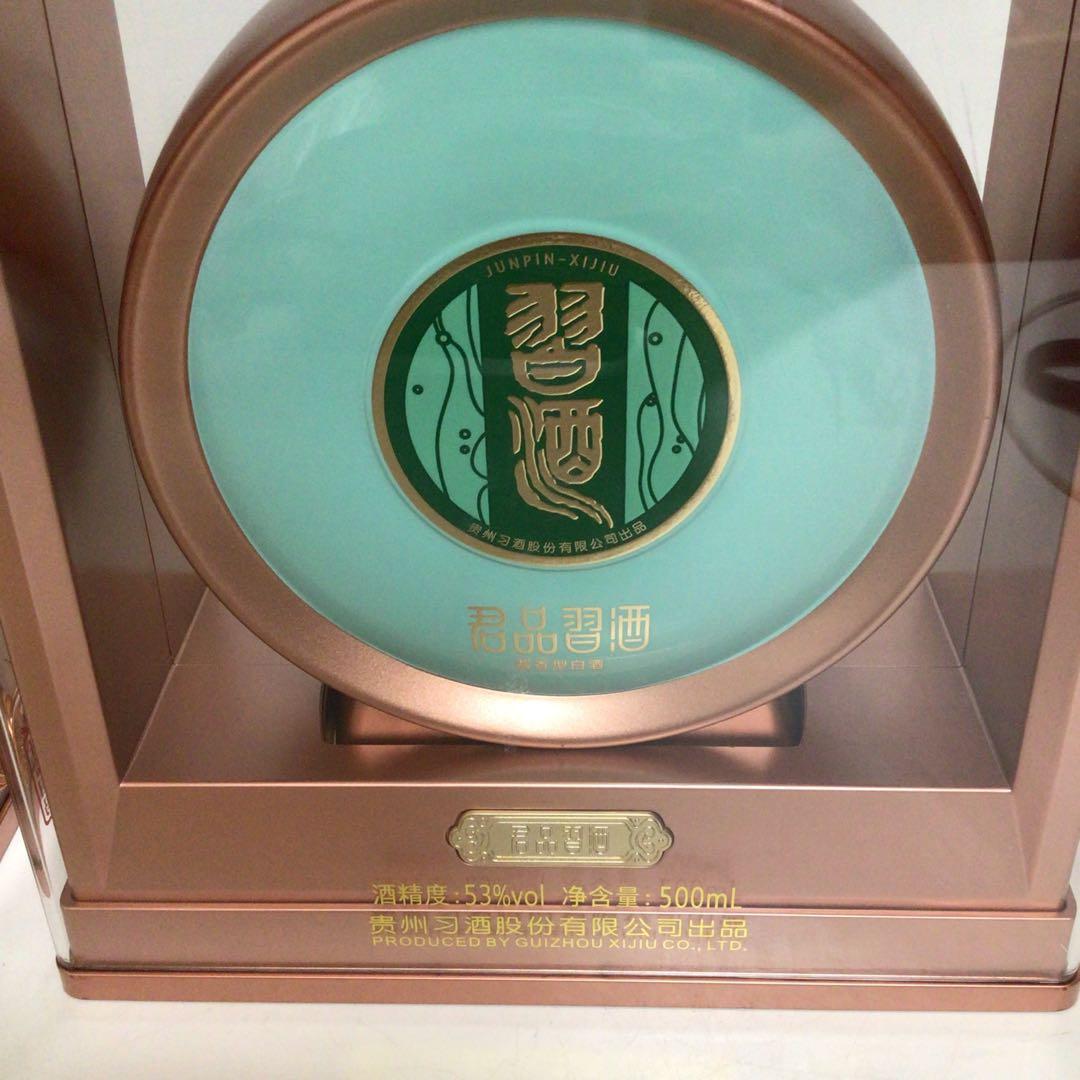 JUNPIN-XIJIU
習酒
贵州习酒股份有限公司出品
君品習酒
酱香型白酒
君品習酒
酒精度:53%vol 净含量:500mL
贵州习酒股份有限公司出品
PRODUCED BY GUIZHOU XIJIU CO., LTD.